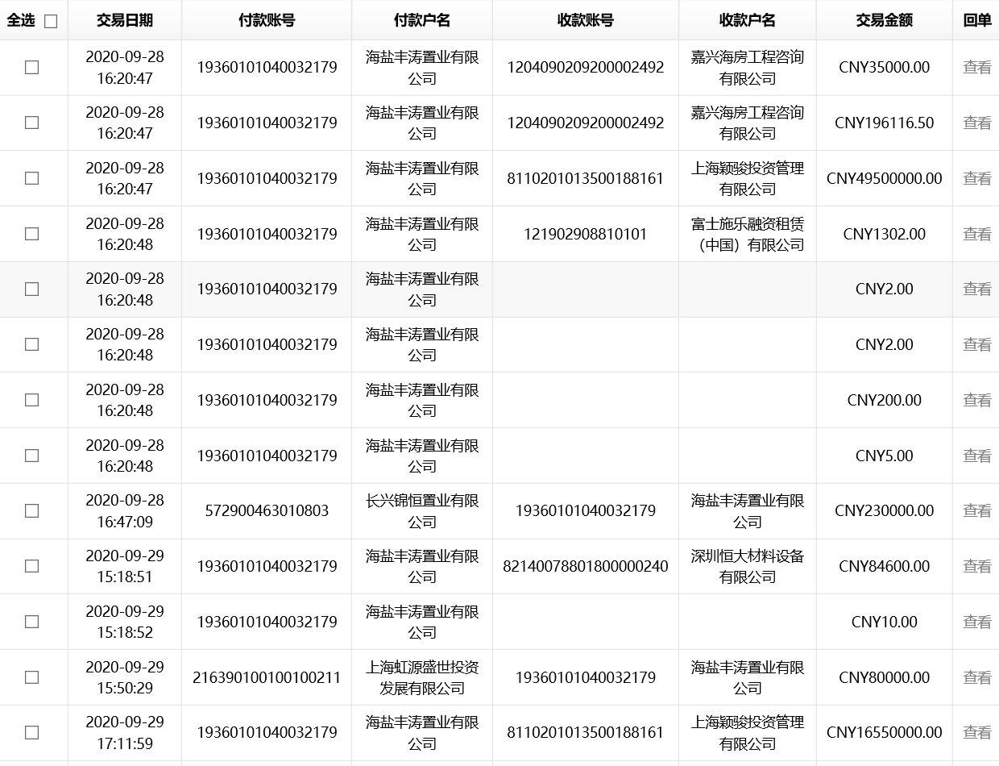 全选 交易日期 付款账号 付款户名 收款账号 收款户名 交易金额 回单
2020-09-28 海盐丰涛置业有限 嘉兴海房工程咨询
19360101040032179 1204090209200002492 CNY35000.00 查看
16:20:47 公司 有限公司
2020-09-28 海盐丰涛置业有限 嘉兴海房工程咨询
19360101040032179 1204090209200002492 CNY196116.50 查看
16:20:47 公司 有限公司
2020-09-28 海盐丰涛置业有限 上海颖骏投资管理
19360101040032179 8110201013500188161 CNY49500000.00 查看
16:20:47 公司 有限公司
2020-09-28 海盐丰涛置业有限 富士施乐融资租赁
19360101040032179 121902908810101 CNY1302.00 查看
16:20:48 公司 （中国）有限公司
2020-09-28 海盐丰涛置业有限
19360101040032179 CNY2.00 查看
16:20:48 公司
2020-09-28 海盐丰涛置业有限
19360101040032179 CNY2.00 查看
16:20:48 公司
2020-09-28 海盐丰涛置业有限
19360101040032179 CNY200.00 查看
16:20:48 公司
2020-09-28 海盐丰涛置业有限
19360101040032179 CNY5.00 查看
16:20:48 公司
2020-09-28 长兴锦恒置业有限 海盐丰涛置业有限
572900463010803 19360101040032179 CNY230000.00 查看
16:47:09 公司 公司
2020-09-29 海盐丰涛置业有限 深圳恒大材料设备
19360101040032179 82140078801800000240 CNY84600.00 查看
15:18:51 公司 有限公司
2020-09-29 海盐丰涛置业有限
19360101040032179 CNY10.00 查看
15:18:52 公司
2020-09-29 上海虹源盛世投资 海盐丰涛置业有限
216390100100100211 19360101040032179 CNY80000.00 查看
15:50:29 发展有限公司 公司
2020-09-29 海盐丰涛置业有限 上海颖骏投资管理
19360101040032179 8110201013500188161 CNY16550000.00 查看
17:11:59 公司 有限公司